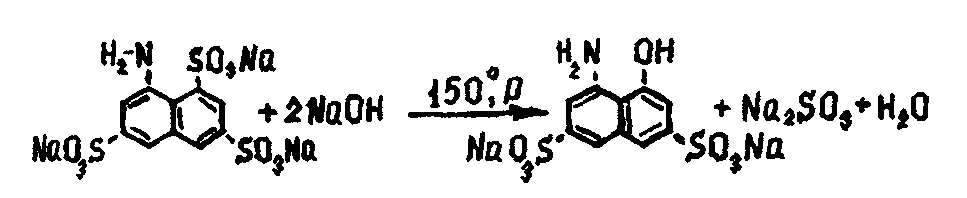 H₂N SO₃Na H₂N OH
+ 2NaOH 150°, p + Na₂SO₃ + H₂O
NaO₃S SO₃Na NaO₃S SO₃Na